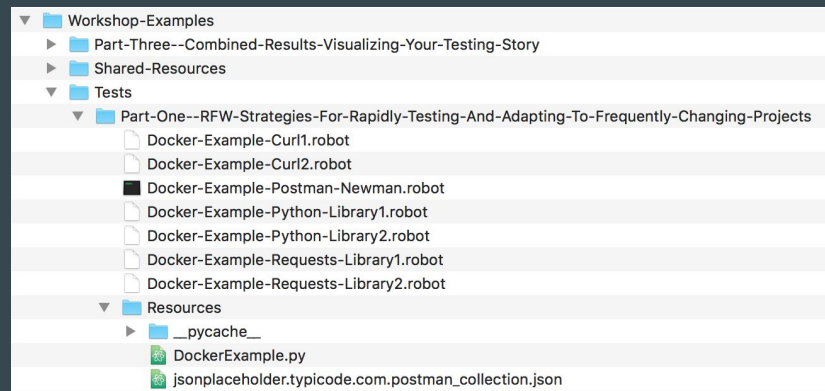 Workshop-Examples
Part-Three--Combined-Results-Visualizing-Your-Testing-Story
Shared-Resources
Tests
Part-One--RFW-Strategies-For-Rapidly-Testing-And-Adapting-To-Frequently-Changing-Projects
Docker-Example-Curl1.robot
Docker-Example-Curl2.robot
Docker-Example-Postman-Newman.robot
Docker-Example-Python-Library1.robot
Docker-Example-Python-Library2.robot
Docker-Example-Requests-Library1.robot
Docker-Example-Requests-Library2.robot
Resources
__pycache__
DockerExample.py
jsonplaceholder.typicode.com.postman_collection.json